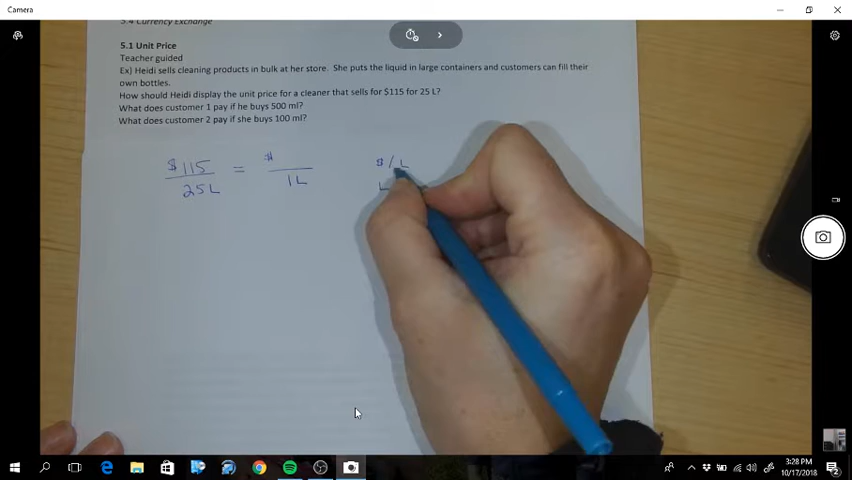 Camera
5.4 Currency Exchange
5.1 Unit Price
Teacher guided
Ex) Heidi sells cleaning products in bulk at her store. She puts the liquid in large containers and customers can fill their
own bottles.
How should Heidi display the unit price for a cleaner that sells for $115 for 25 L?
What does customer 1 pay if he buys 500 ml?
What does customer 2 pay if she buys 100 ml?
$115 = $ $/L
25L 1L L
3:28 PM
10/17/2018
2